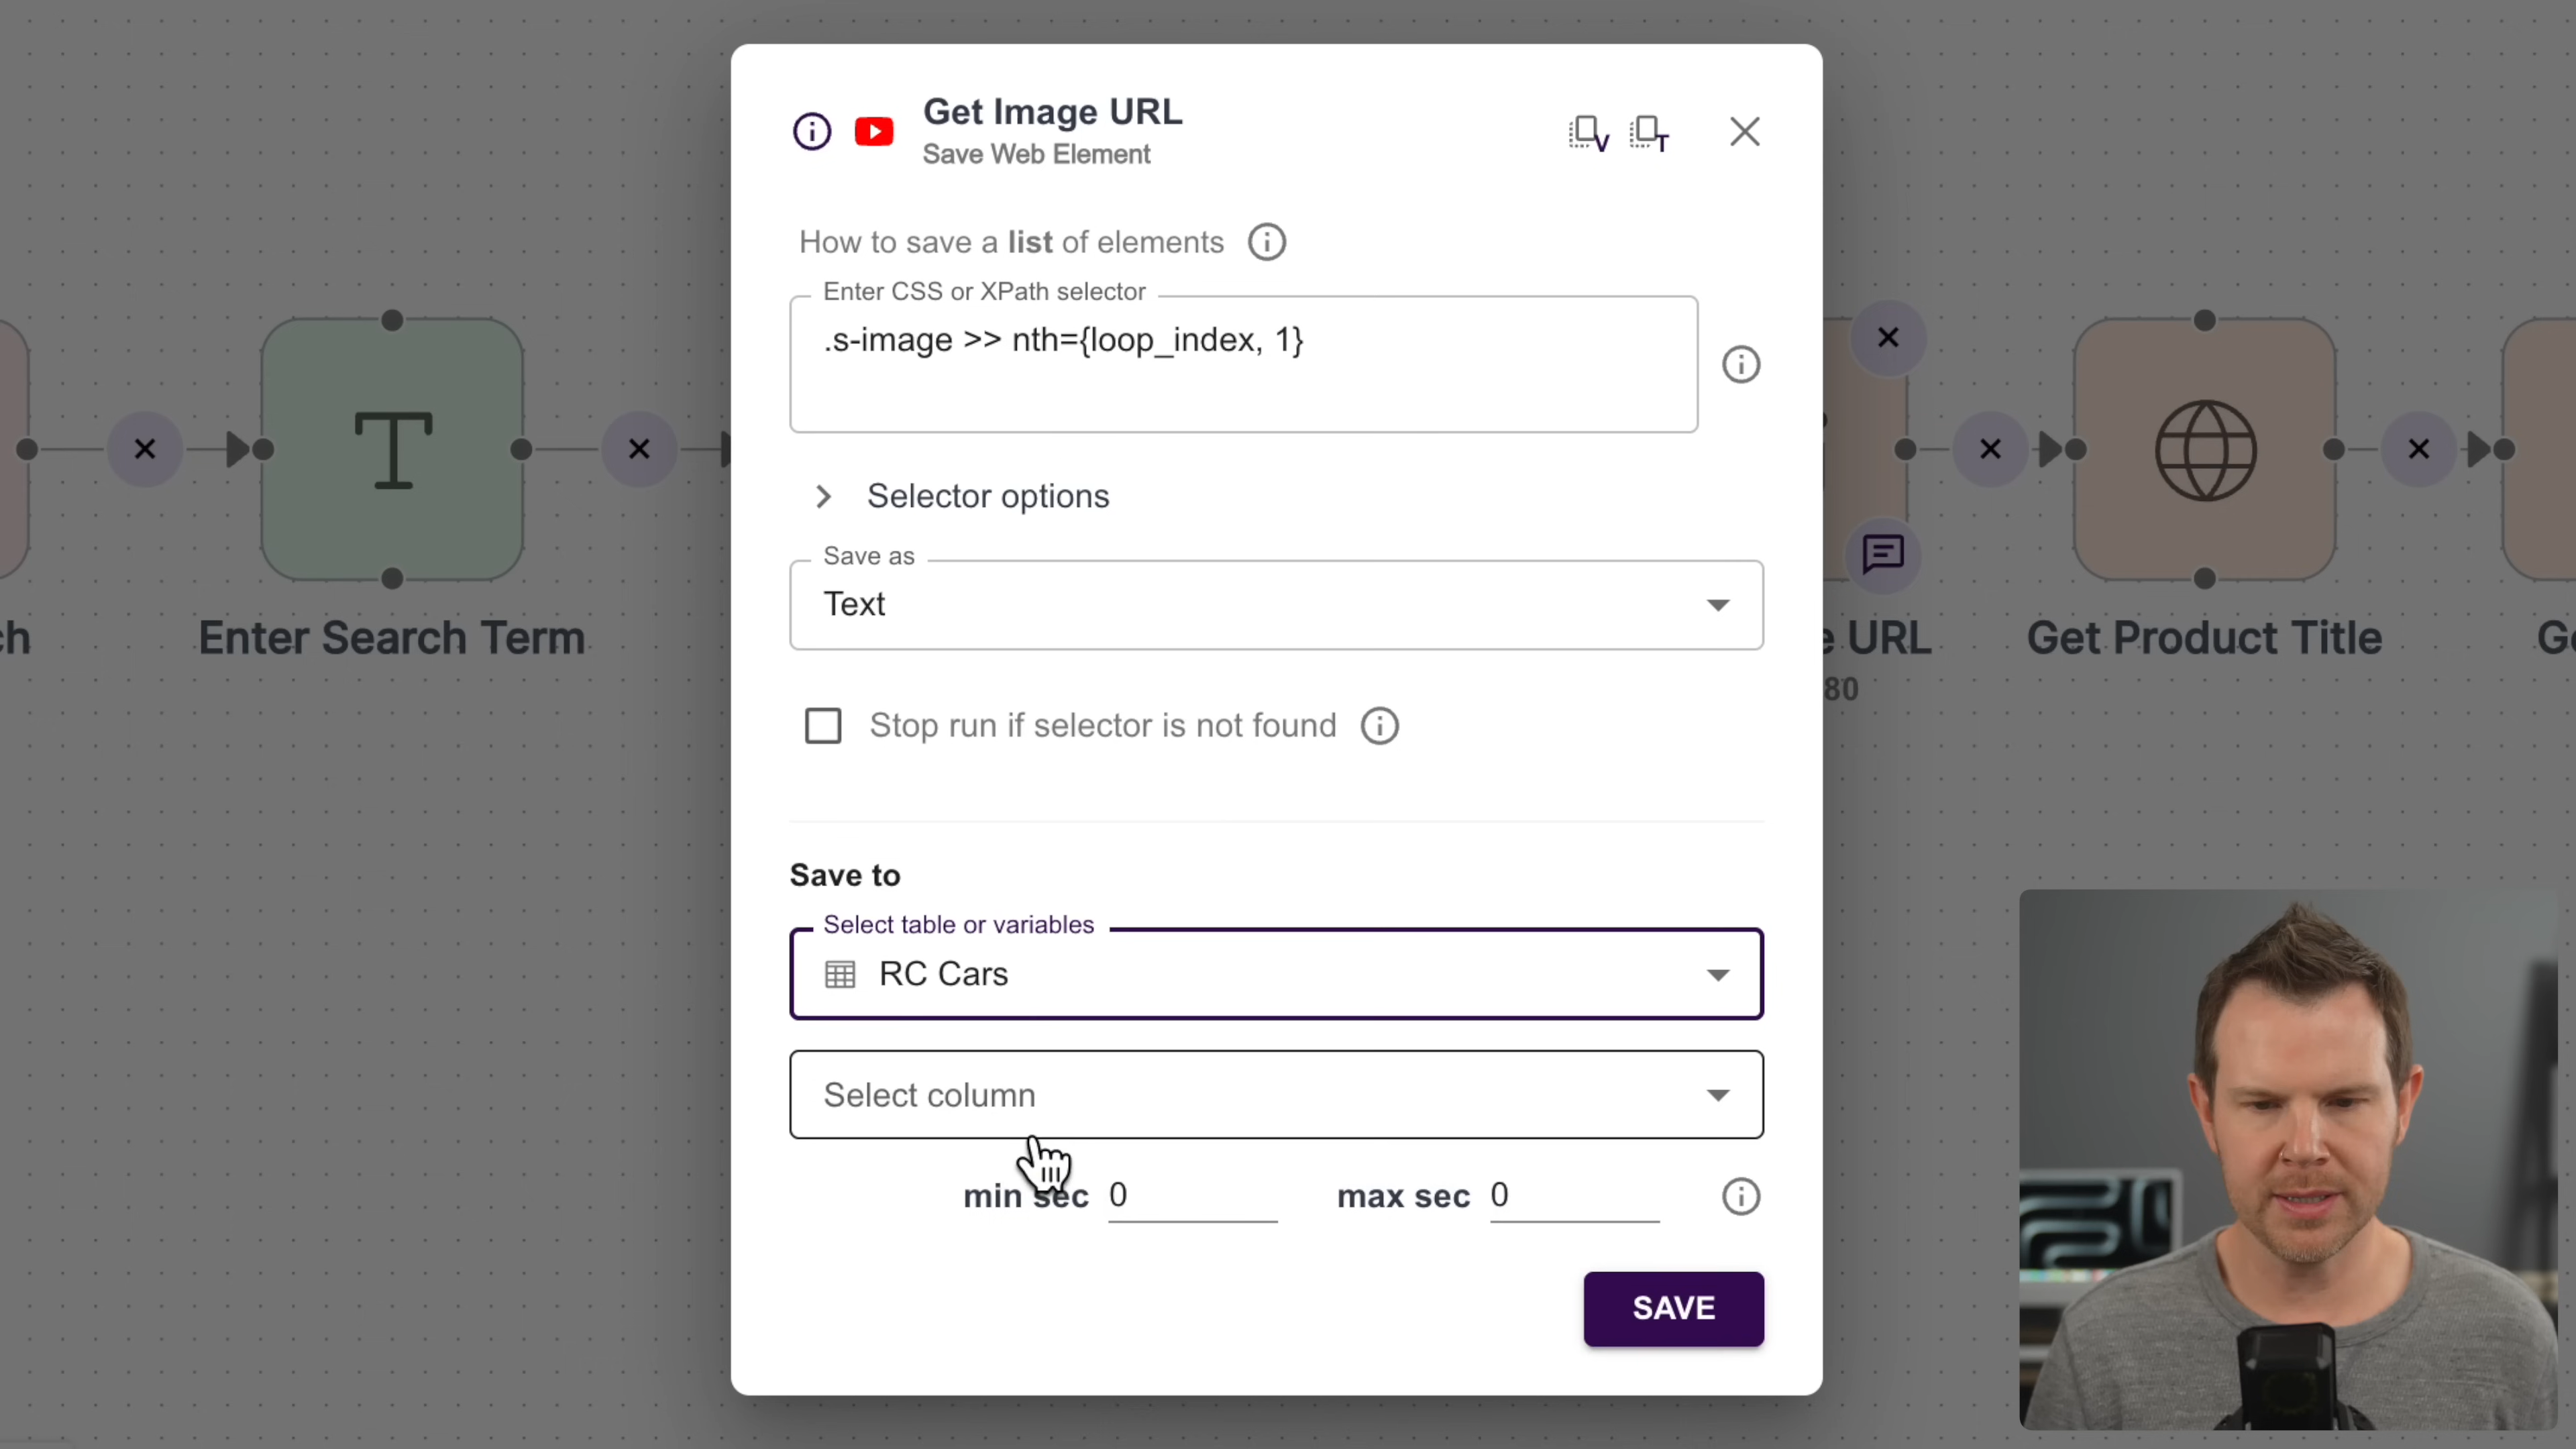 Get Image URL
Save Web Element
V
T
How to save a list of elements
Enter CSS or XPath selector
.s-image >> nth={loop_index, 1}
Selector options
Save as
Text
Stop run if selector is not found
Save to
Select table or variables
RC Cars
Select column
min sec 0
max sec 0
SAVE
ch
T
Enter Search Term
e URL
80
Get Product Title
Ge